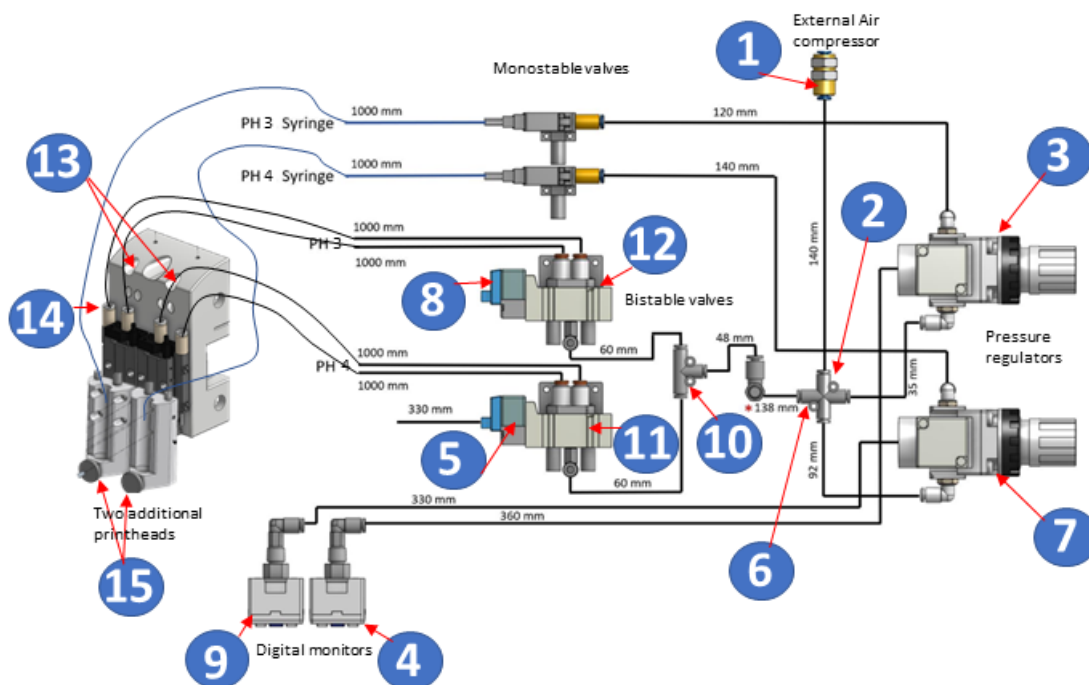 External Air
compressor
1
Monostable valves
1000 mm
120 mm
PH 3 Syringe
1000 mm
140 mm
PH 4 Syringe
13
3
2
140 mm
1000 mm
PH 3
1000 mm
12
8
14
Bistable valves
Pressure
regulators
60 mm
48 mm
35 mm
1000 mm
PH 4
1000 mm
*138 mm
330 mm
5
11
10
6
92 mm
60 mm
7
330 mm
360 mm
Two additional
printheads
15
9
Digital monitors
4